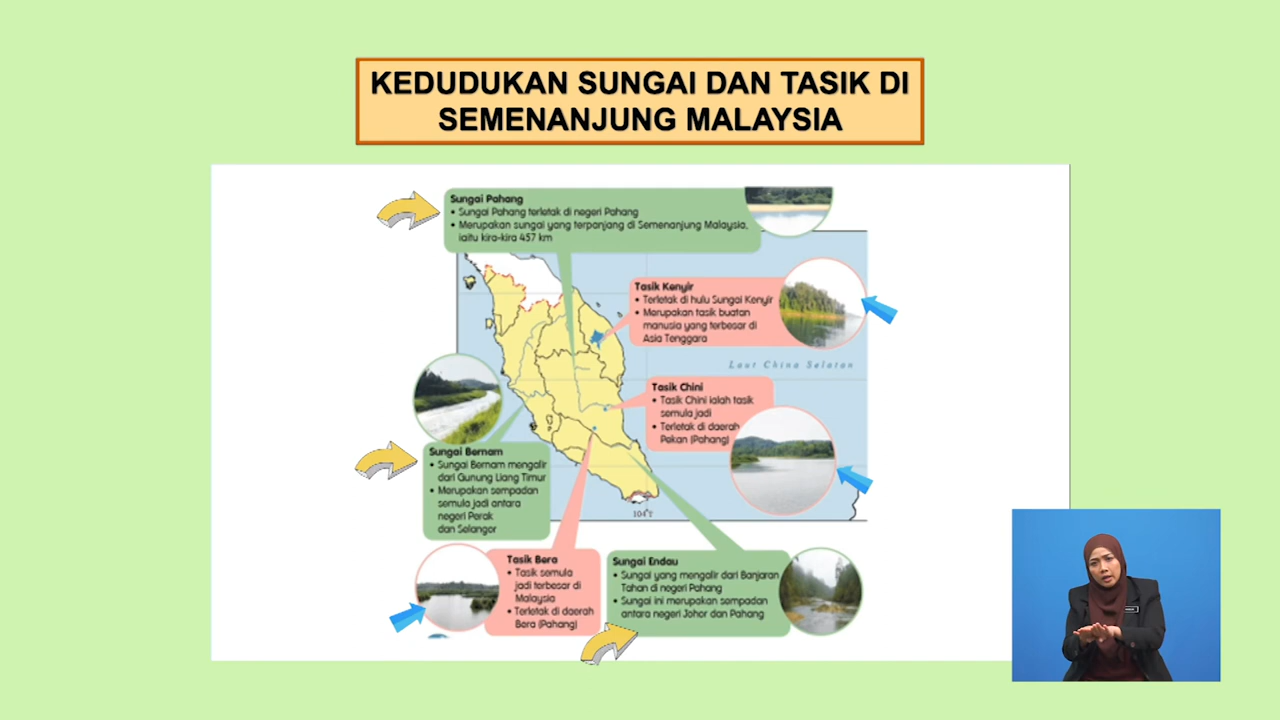 KEDUDUKAN SUNGAI DAN TASIK DI
SEMENANJUNG MALAYSIA
Sungai Pahang
• Sungai Pahang terletak di negeri Pahang
• Merupakan sungai yang terpanjang di Semenanjung Malaysia,
iaitu kira-kira 457 km
Tasik Kenyir
• Terletak di hulu Sungai Kenyir
• Merupakan tasik buatan
manusia yang terbesar di
Asia Tenggara
Laut China Selatan
Tasik Chini
• Tasik Chini ialah tasik
semula jadi
• Terletak di daerah
Pekan (Pahang)
Sungai Bernam
• Sungai Bernam mengalir
dari Gunung Liang Timur
• Merupakan sempadan
semula jadi antara
negeri Perak
dan Selangor
104°T
Tasik Bera
• Tasik semula
jadi terbesar di
Malaysia
• Terletak di daerah
Bera (Pahang)
Sungai Endau
• Sungai yang mengalir dari Banjaran
Tahan di negeri Pahang
• Sungai ini merupakan sempadan
antara negeri Johor dan Pahang